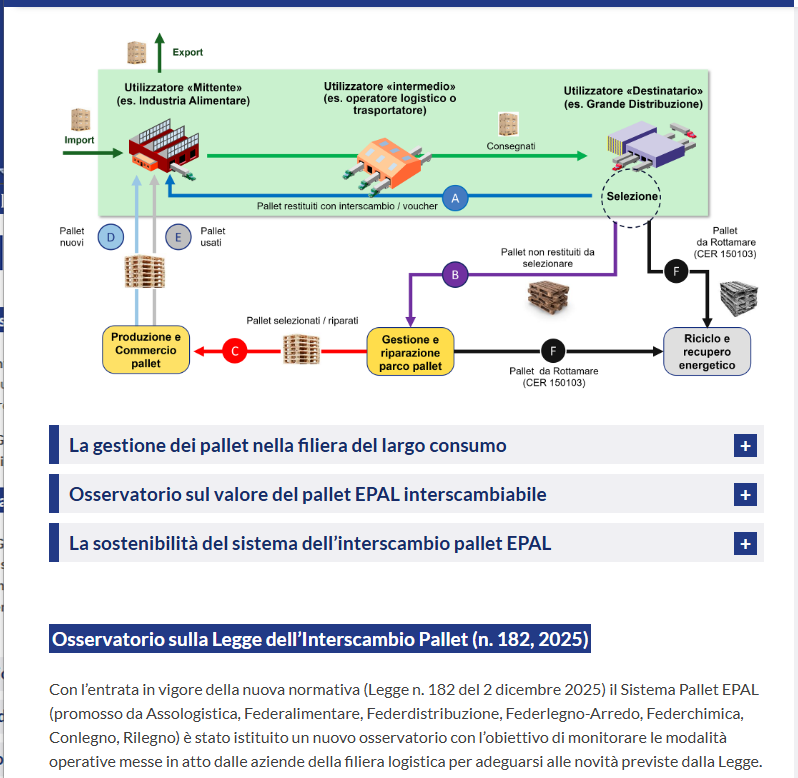 Export
Utilizzatore «Mittente»
(es. Industria Alimentare)
Utilizzatore «intermedio»
(es. operatore logistico o
trasportatore)
Utilizzatore «Destinatario»
(es. Grande Distribuzione)
Import
Consegnati
A
Pallet restituiti con interscambio / voucher
Selezione
Pallet
nuovi
D
E
Pallet
usati
Pallet non restituiti da
selezionare
B
Pallet
da Rottamare
(CER 150103)
F
Pallet selezionati / riparati
Produzione e
Commercio
pallet
C
Gestione e
riparazione
parco pallet
F
Pallet da Rottamare
(CER 150103)
Riciclo e
recupero
energetico
La gestione dei pallet nella filiera del largo consumo
+
Osservatorio sul valore del pallet EPAL interscambiabile
+
La sostenibilità del sistema dell'interscambio pallet EPAL
+
Osservatorio sulla Legge dell'Interscambio Pallet (n. 182, 2025)
Con l'entrata in vigore della nuova normativa (Legge n. 182 del 2 dicembre 2025) il Sistema Pallet EPAL
(promosso da Assologistica, Federalimentare, Federdistribuzione, Federlegno-Arredo, Federchimica,
Conlegno, Rilegno) è stato istituito un nuovo osservatorio con l'obiettivo di monitorare le modalità
operative messe in atto dalle aziende della filiera logistica per adeguarsi alle novità previste dalla Legge.